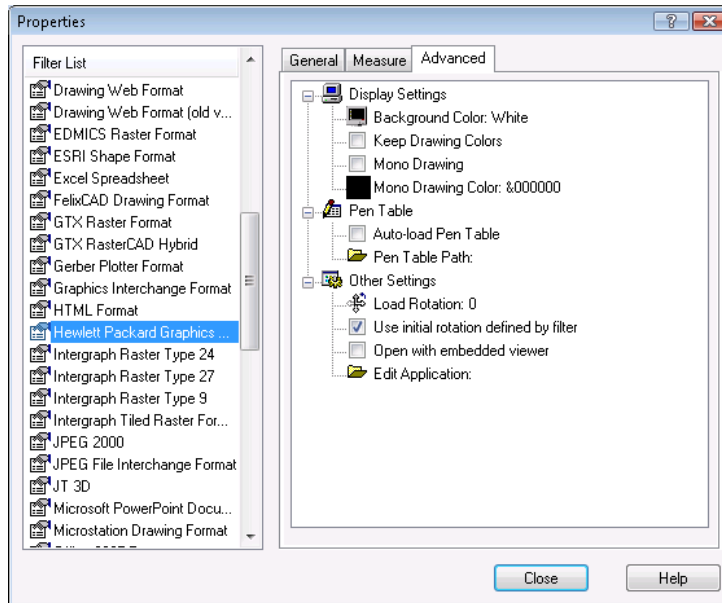 Properties
Filter List
Drawing Web Format
Drawing Web Format (old v...
EDMICS Raster Format
ESRI Shape Format
Excel Spreadsheet
FelixCAD Drawing Format
GTX Raster Format
GTX RasterCAD Hybrid
Gerber Plotter Format
Graphics Interchange Format
HTML Format
Hewlett Packard Graphics ...
Intergraph Raster Type 24
Intergraph Raster Type 27
Intergraph Raster Type 9
Intergraph Tiled Raster For...
JPEG 2000
JPEG File Interchange Format
JT 3D
Microsoft PowerPoint Docu...
Microstation Drawing Format
General Measure Advanced
Display Settings
Background Color: White
Keep Drawing Colors
Mono Drawing
Mono Drawing Color: &000000
Pen Table
Auto-load Pen Table
Pen Table Path:
Other Settings
Load Rotation: 0
Use initial rotation defined by filter
Open with embedded viewer
Edit Application:
Close Help